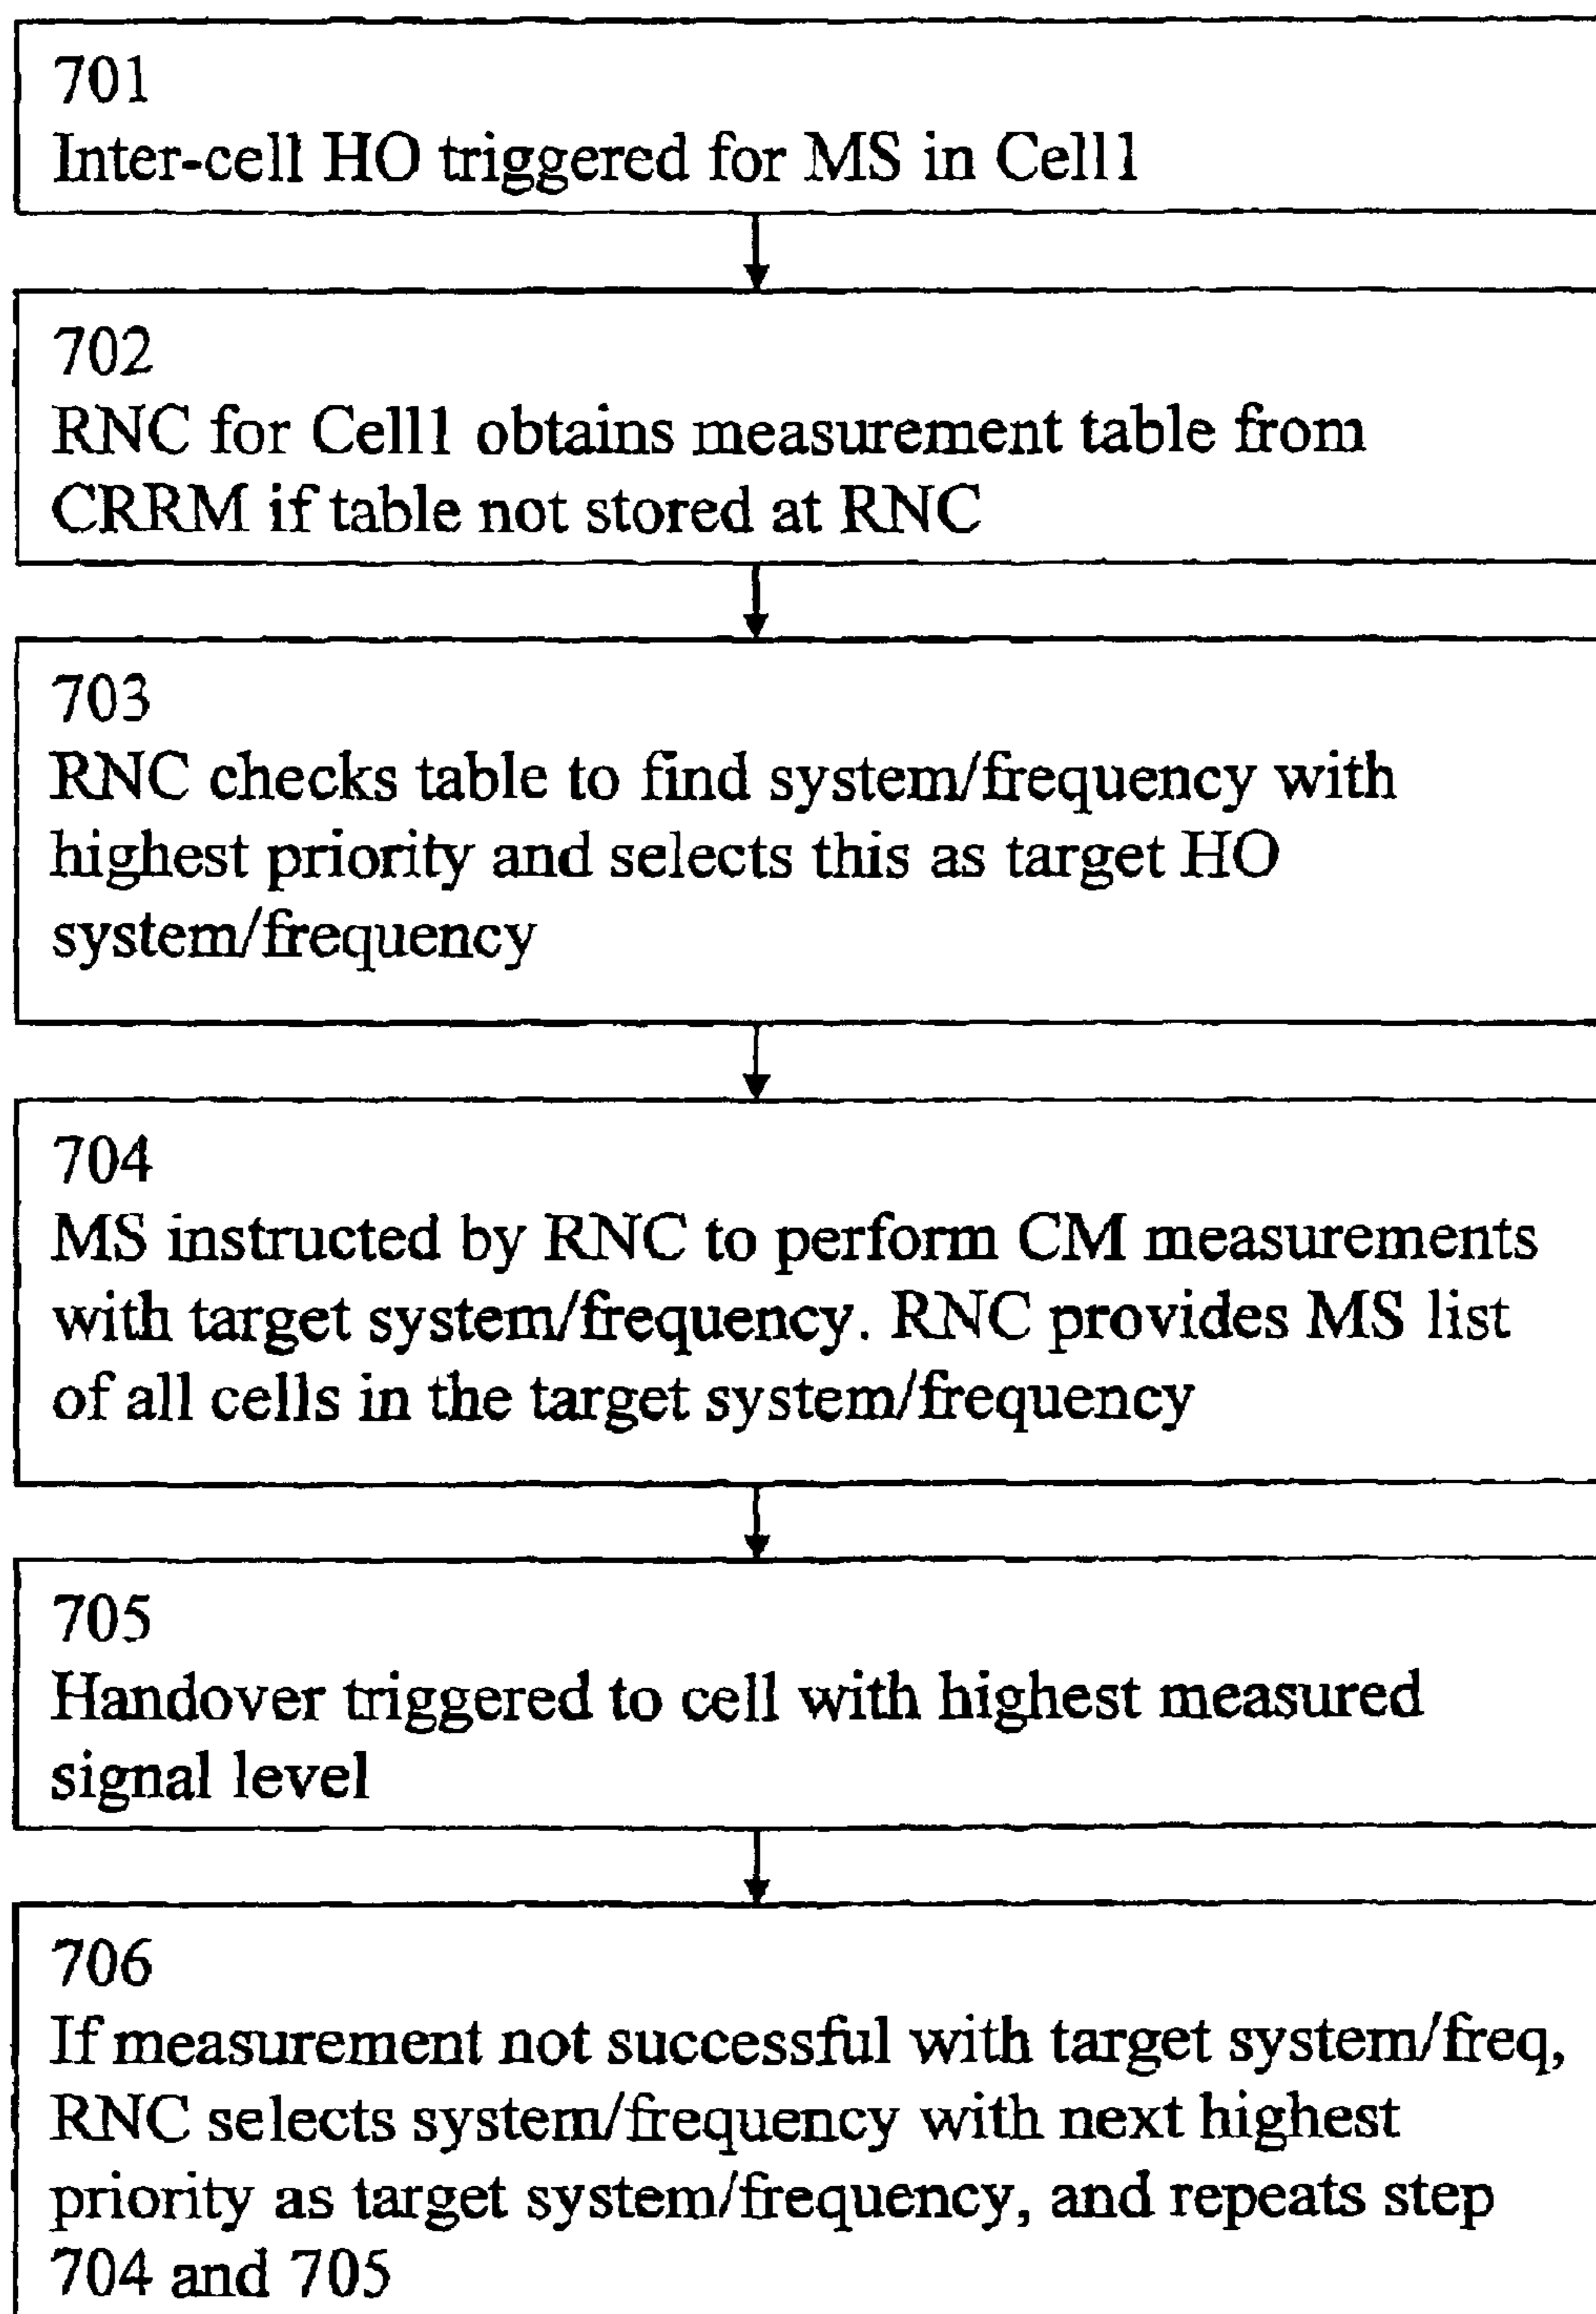 701
Inter-cell HO triggered for MS in Cell1
702
RNC for Cell1 obtains measurement table from
CRRM if table not stored at RNC
703
RNC checks table to find system/frequency with
highest priority and selects this as target HO
system/frequency
704
MS instructed by RNC to perform CM measurements
with target system/frequency. RNC provides MS list
of all cells in the target system/frequency
705
Handover triggered to cell with highest measured
signal level
706
If measurement not successful with target system/freq,
RNC selects system/frequency with next highest
priority as target system/frequency, and repeats step
704 and 705